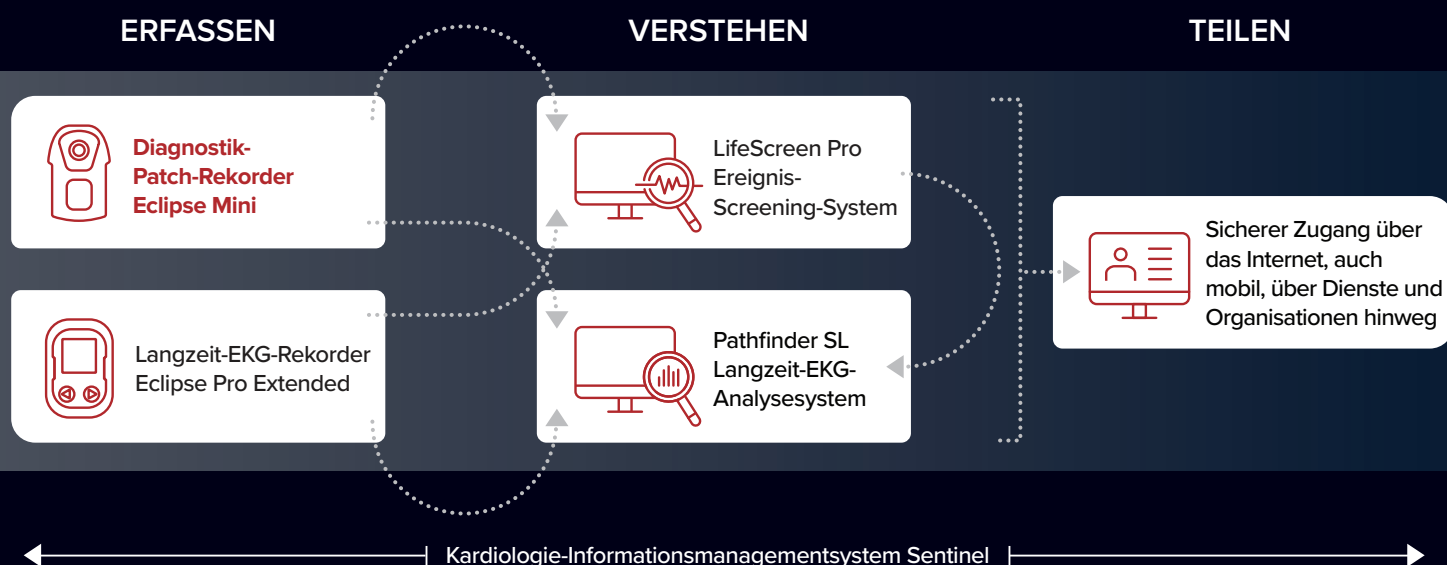 ERFASSEN
VERSTEHEN
TEILEN
Diagnostik-
Patch-Rekorder
Eclipse Mini
LifeScreen Pro
Ereignis-
Screening-System
Sicherer Zugang über
das Internet, auch
mobil, über Dienste und
Organisationen hinweg
Langzeit-EKG-Rekorder
Eclipse Pro Extended
Pathfinder SL
Langzeit-EKG-
Analysesystem
Kardiologie-Informationsmanagementsystem Sentinel